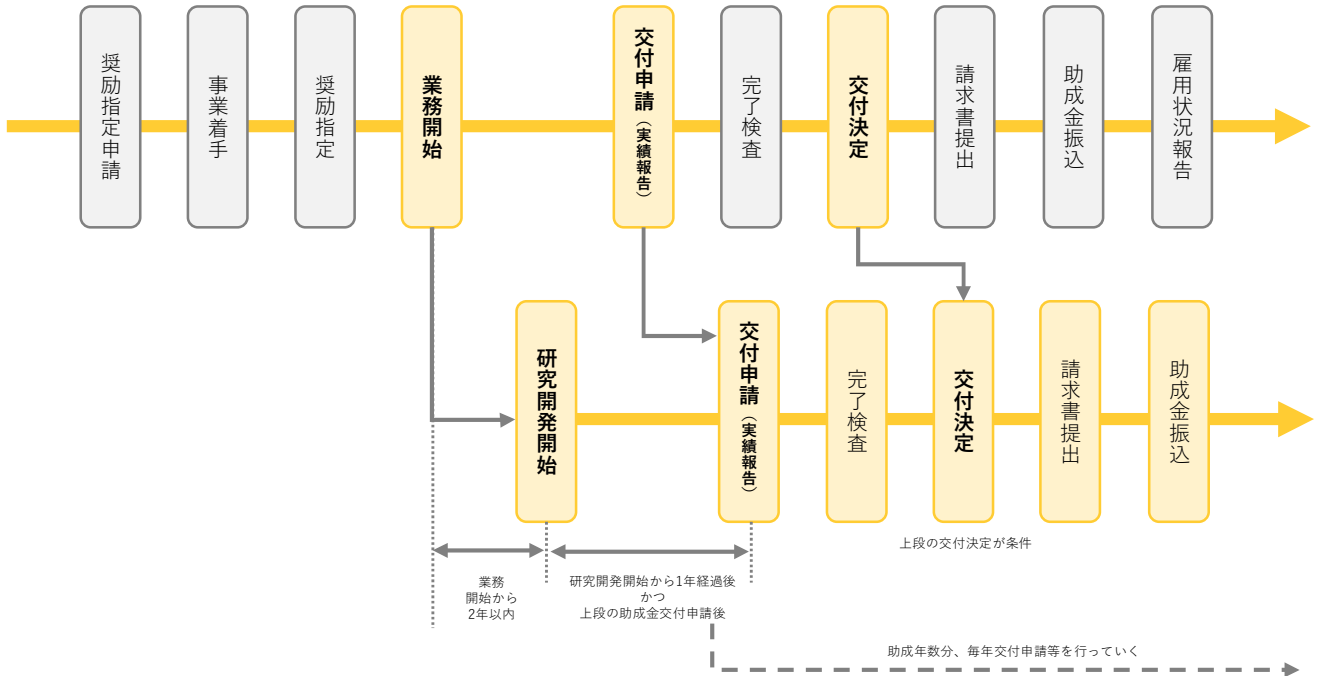 奨励指定申請
事業着手
奨励指定
業務開始
交付申請（実績報告）
完了検査
交付決定
請求書提出
助成金振込
雇用状況報告
研究開発開始
交付申請（実績報告）
完了検査
交付決定
請求書提出
助成金振込
上段の交付決定が条件
業務
開始から
2年以内
研究開発開始から1年経過後
かつ
上段の助成金交付申請後
助成年数分、毎年交付申請等を行っていく